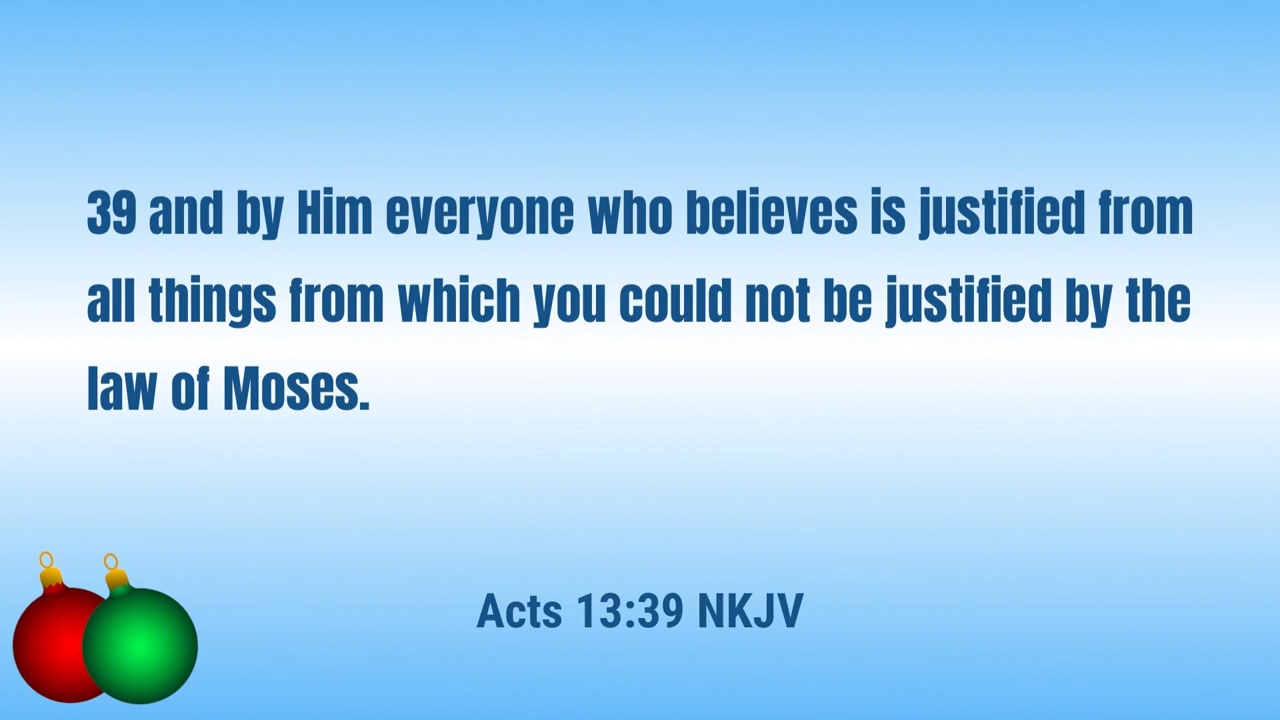 39 and by Him everyone who believes is justified from
all things from which you could not be justified by the
law of Moses.
Acts 13:39 NKJV